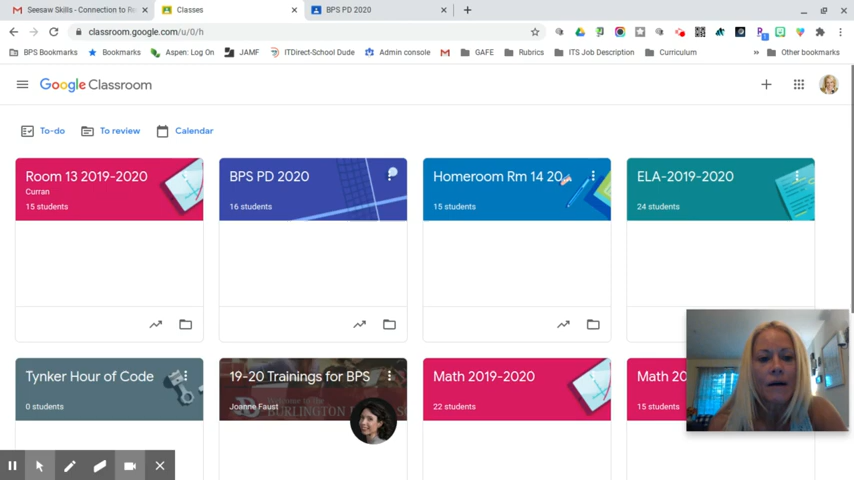 Seesaw Skills - Connection to Re
Classes
BPS PD 2020
classroom.google.com/u/0/h
BPS Bookmarks
Bookmarks
Aspen: Log On
JAMF
ITDirect-School Dude
Admin console
GAFE
Rubrics
ITS Job Description
Curriculum
»
Other bookmarks
Google Classroom
To-do
To review
Calendar
Room 13 2019-2020
Curran
15 students
BPS PD 2020
16 students
Homeroom Rm 14 20
15 students
ELA-2019-2020
24 students
Tynker Hour of Code
0 students
19-20 Trainings for BPS
Joanne Faust
Welcome to the
BURLINGTON
Math 2019-2020
22 students
Math 20
15 students